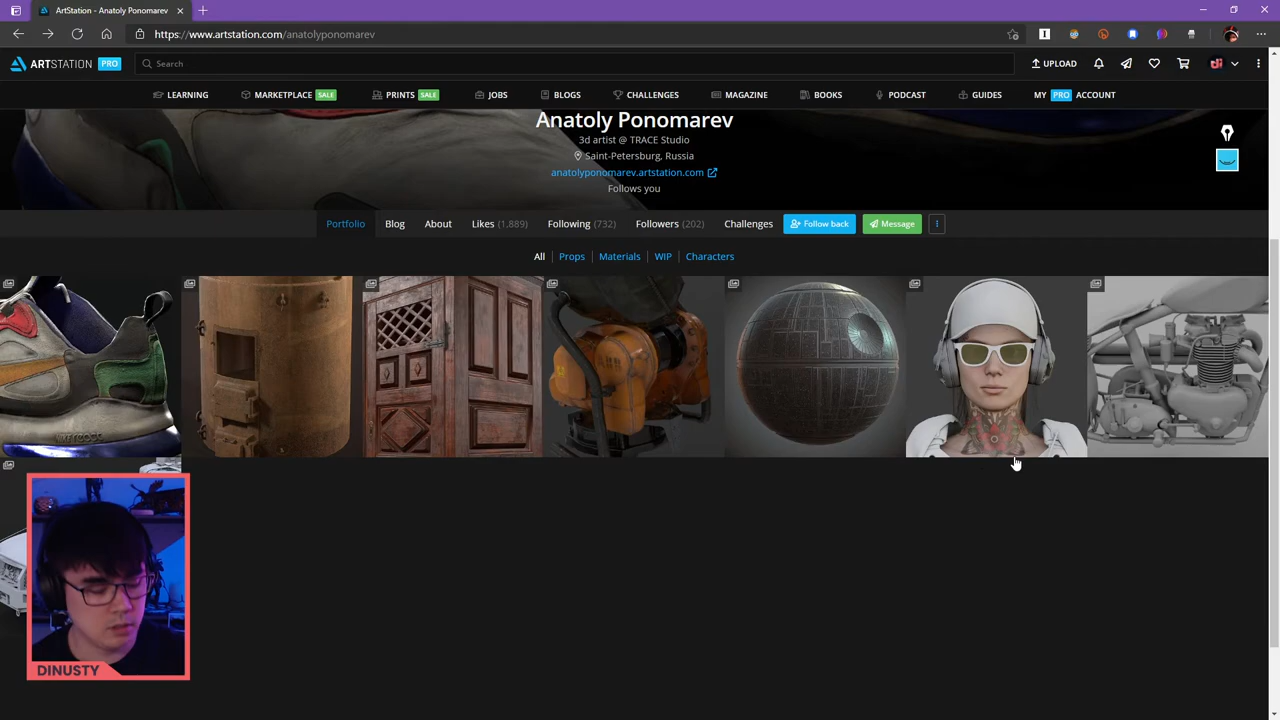 ArtStation - Anatoly Ponomarev
https://www.artstation.com/anatolyponomarev
ARTSTATION PRO
Search
UPLOAD
LEARNING
MARKETPLACE SALE
PRINTS SALE
JOBS
BLOGS
CHALLENGES
MAGAZINE
BOOKS
PODCAST
GUIDES
MY PRO ACCOUNT
Anatoly Ponomarev
3d artist @ TRACE Studio
Saint-Petersburg, Russia
anatolyponomarev.artstation.com
Follows you
Portfolio Blog About Likes (1,889) Following (732) Followers (202) Challenges Follow back Message
All Props Materials WIP Characters
DINUSTY